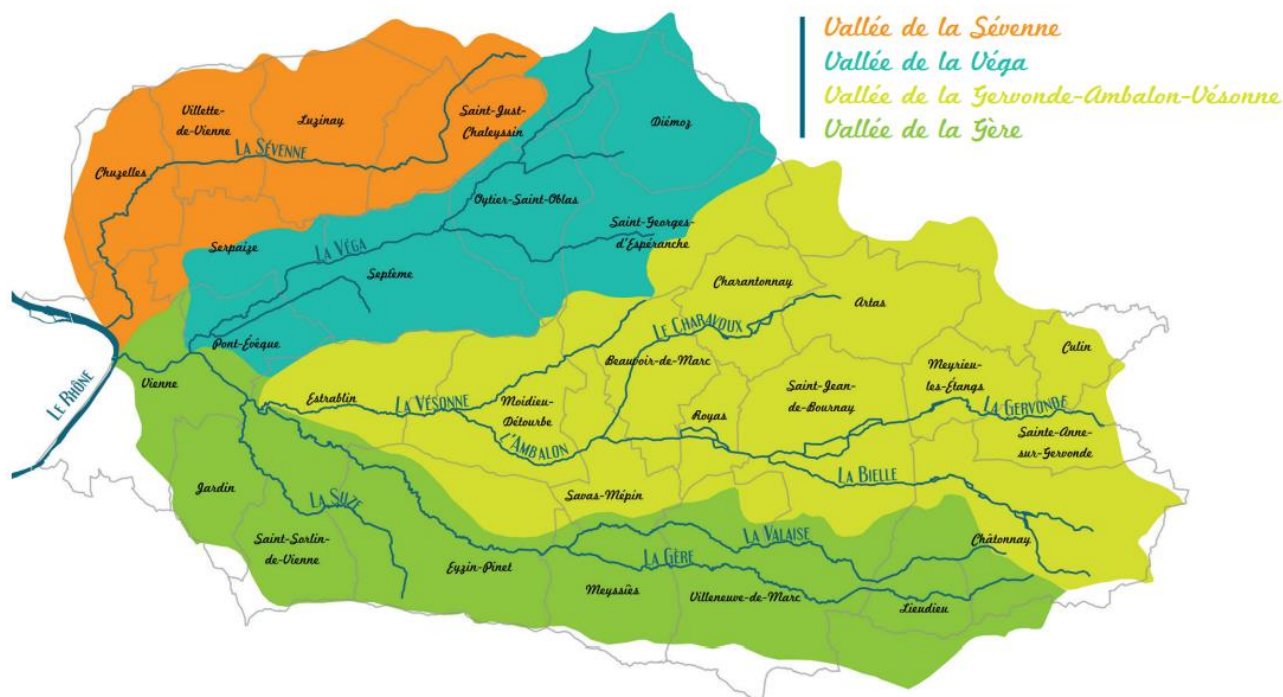 Vallée de la Sévenne
Vallée de la Véga
Vallée de la Gervonde-Ambalon-Vésonne
Vallée de la Gère
Villette-
de-Vienne
Luzinay
Saint-Just-
Chaleyssin
Diémoz
LA SÉVENNE
Chuzelles
Oytier-Saint-Oblas
Saint-Georges-
d'Espéranche
Serpaize
LA VÉGA
Septême
Charantonnay
Artas
LE CHARAVOUX
Pont-Evêque
Beauvoir-de-Marc
Culin
Meyrieu-
les-Etangs
LE RHÔNE
Vienne
Estrablin
LA VÉSONNE
Moidieu-
Détourbe
Saint-Jean-
de-Bournay
Royas
LA GERVONDE
L'AMBALON
Sainte-Anne-
sur-Gervonde
LA BIELLE
Jardin
LA SUZE
Savas-Mépin
LA VALAISE
Châtonnay
Saint-Sorlin-
de-Vienne
Eyzin-Pinet
LA GÈRE
Meyssiès
Villeneuve-de-Marc
Lieudieu